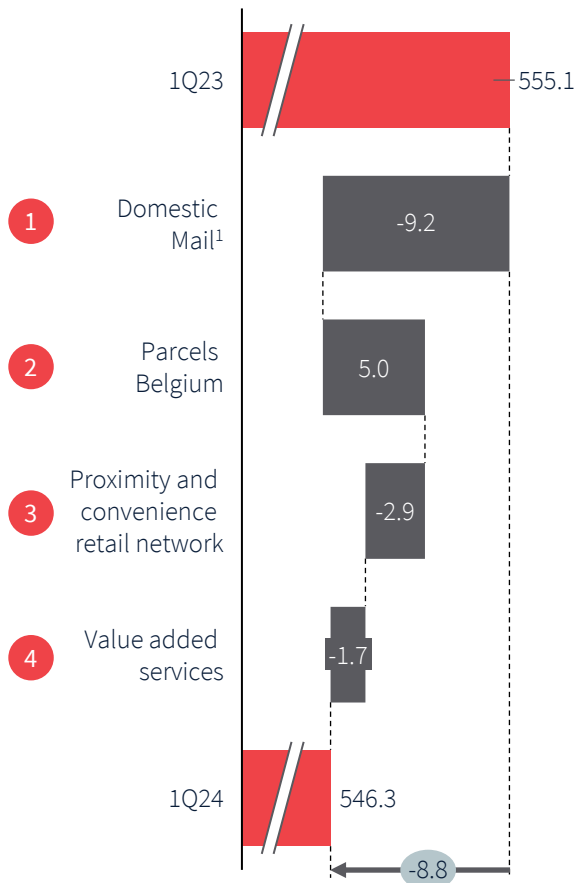 1Q23
555.1
1
Domestic
Mail¹
-9.2
2
Parcels
Belgium
5.0
3
Proximity and
convenience
retail network
-2.9
4
Value added
services
-1.7
1Q24
546.3
-8.8